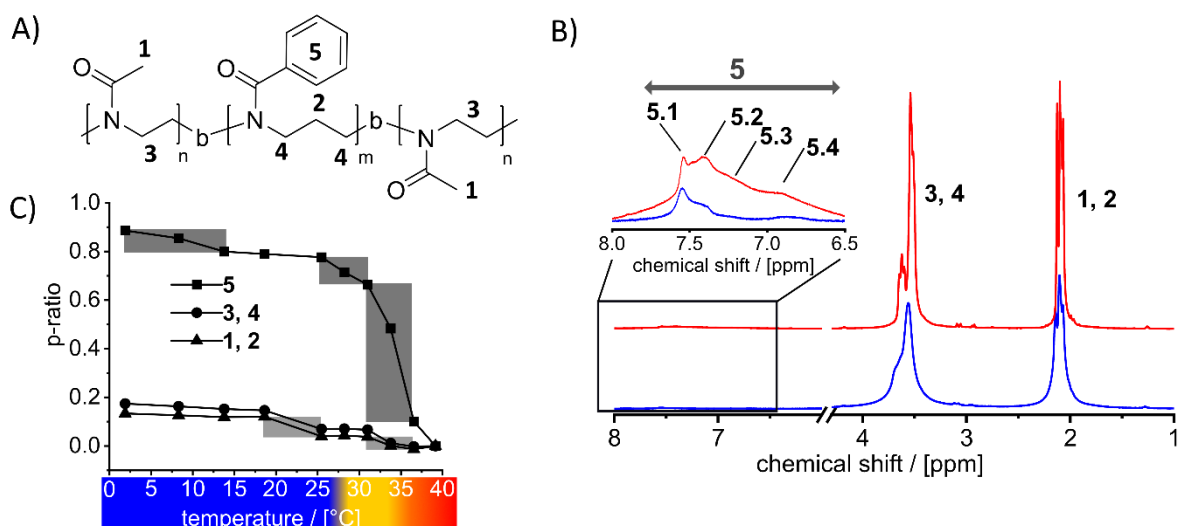 A)
1
O
N
3
n
b
O
5
2
N
4
4
m
b
3
N
n
O
1
B)
5
5.1
5.2
5.3
5.4
8.0 7.5 7.0 6.5
chemical shift / [ppm]
3, 4
1, 2
8 7 4 3 2 1
chemical shift / [ppm]
C)
1.0
0.8
0.6
0.4
0.2
0.0
p-ratio
5
3, 4
1, 2
0 5 10 15 20 25 30 35 40
temperature / [°C]